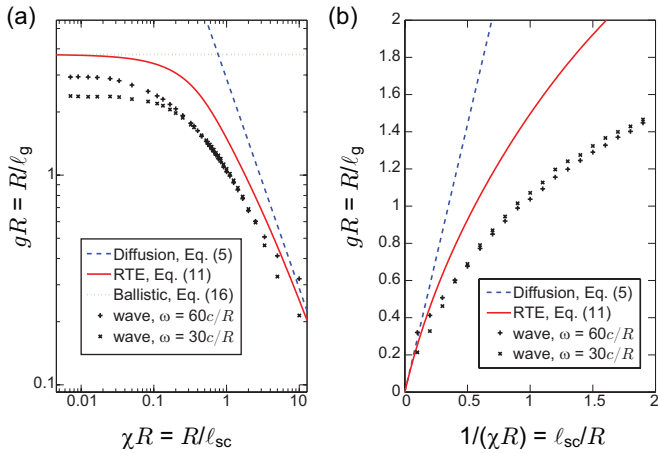 (a)
gR = R/ℓg
1
0.1
0.01
0.1
1
10
χR = R/ℓsc
Diffusion, Eq. (5)
RTE, Eq. (11)
Ballistic, Eq. (16)
wave, ω = 60c/R
wave, ω = 30c/R
(b)
gR = R/ℓg
2
1.8
1.6
1.4
1.2
1
0.8
0.6
0.4
0.2
0
0
0.5
1
1.5
2
1/(χR) = ℓsc/R
Diffusion, Eq. (5)
RTE, Eq. (11)
wave, ω = 60c/R
wave, ω = 30c/R